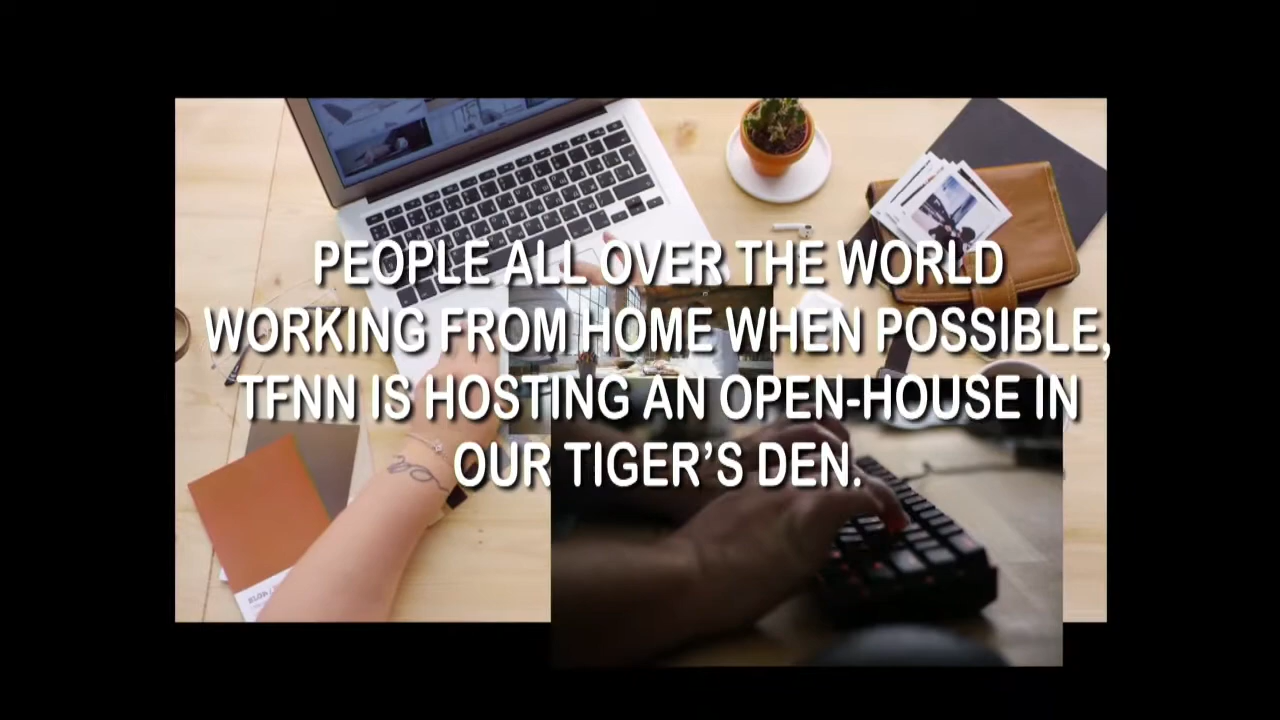 PEOPLE ALL OVER THE WORLD
WORKING FROM HOME WHEN POSSIBLE,
TFNN IS HOSTING AN OPEN-HOUSE IN
OUR TIGER'S DEN.